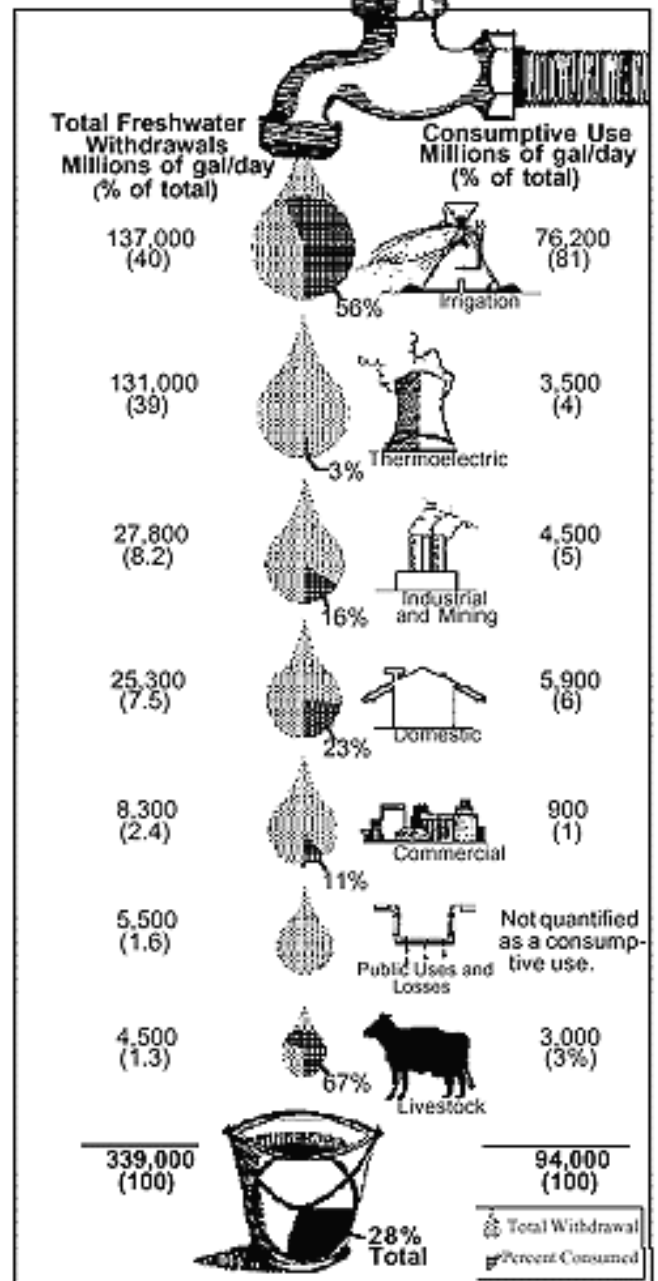 Total Freshwater
Withdrawals
Millions of gal/day
(% of total)
Consumptive Use
Millions of gal/day
(% of total)
137,000
(40)
56%
Irrigation
76,200
(81)
131,000
(39)
3%
Thermoelectric
3,500
(4)
27,800
(8.2)
16%
Industrial
and Mining
4,500
(5)
25,300
(7.5)
23%
Domestic
5,900
(6)
8,300
(2.4)
11%
Commercial
900
(1)
5,500
(1.6)
Public Uses and
Losses
Not quantified
as a consump-
tive use.
4,500
(1.3)
67%
Livestock
3,000
(3%)
339,000
(100)
28%
Total
94,000
(100)
Total Withdrawal
Percent Consumed